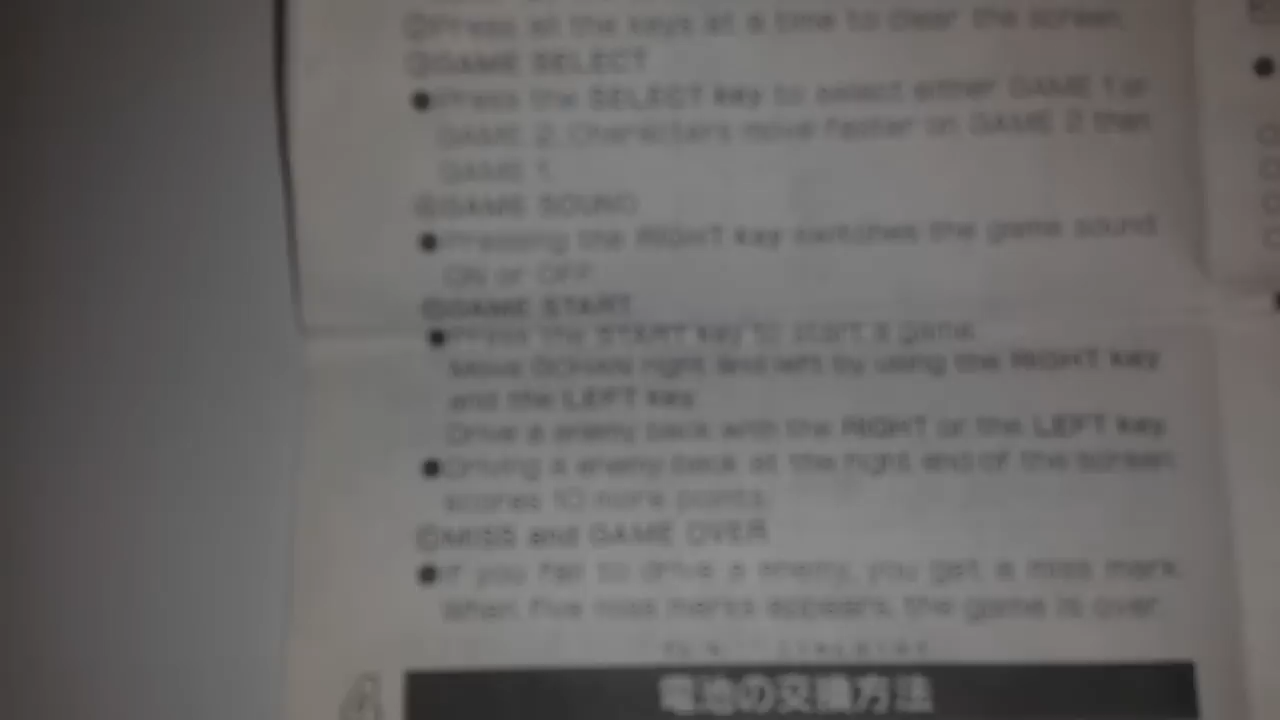 Press all the keys at a time to clear the screen.
GAME SELECT
●Press the SELECT key to select either GAME 1 or
GAME 2. Characters move faster on GAME 2 than
GAME 1.
GAME SOUND
●Pressing the RIGHT key switches the game sound
ON or OFF.
GAME START
●Press the START key to start a game.
Move GOHAN right and left by using the RIGHT key
and the LEFT key.
Drive a enemy back with the RIGHT or the LEFT key.
●Driving a enemy back at the right end of the screen
scores 10 more points.
MISS and GAME OVER
●If you fail to drive a enemy, you get a miss mark.
When five miss marks appears, the game is over.
電池の交換方法